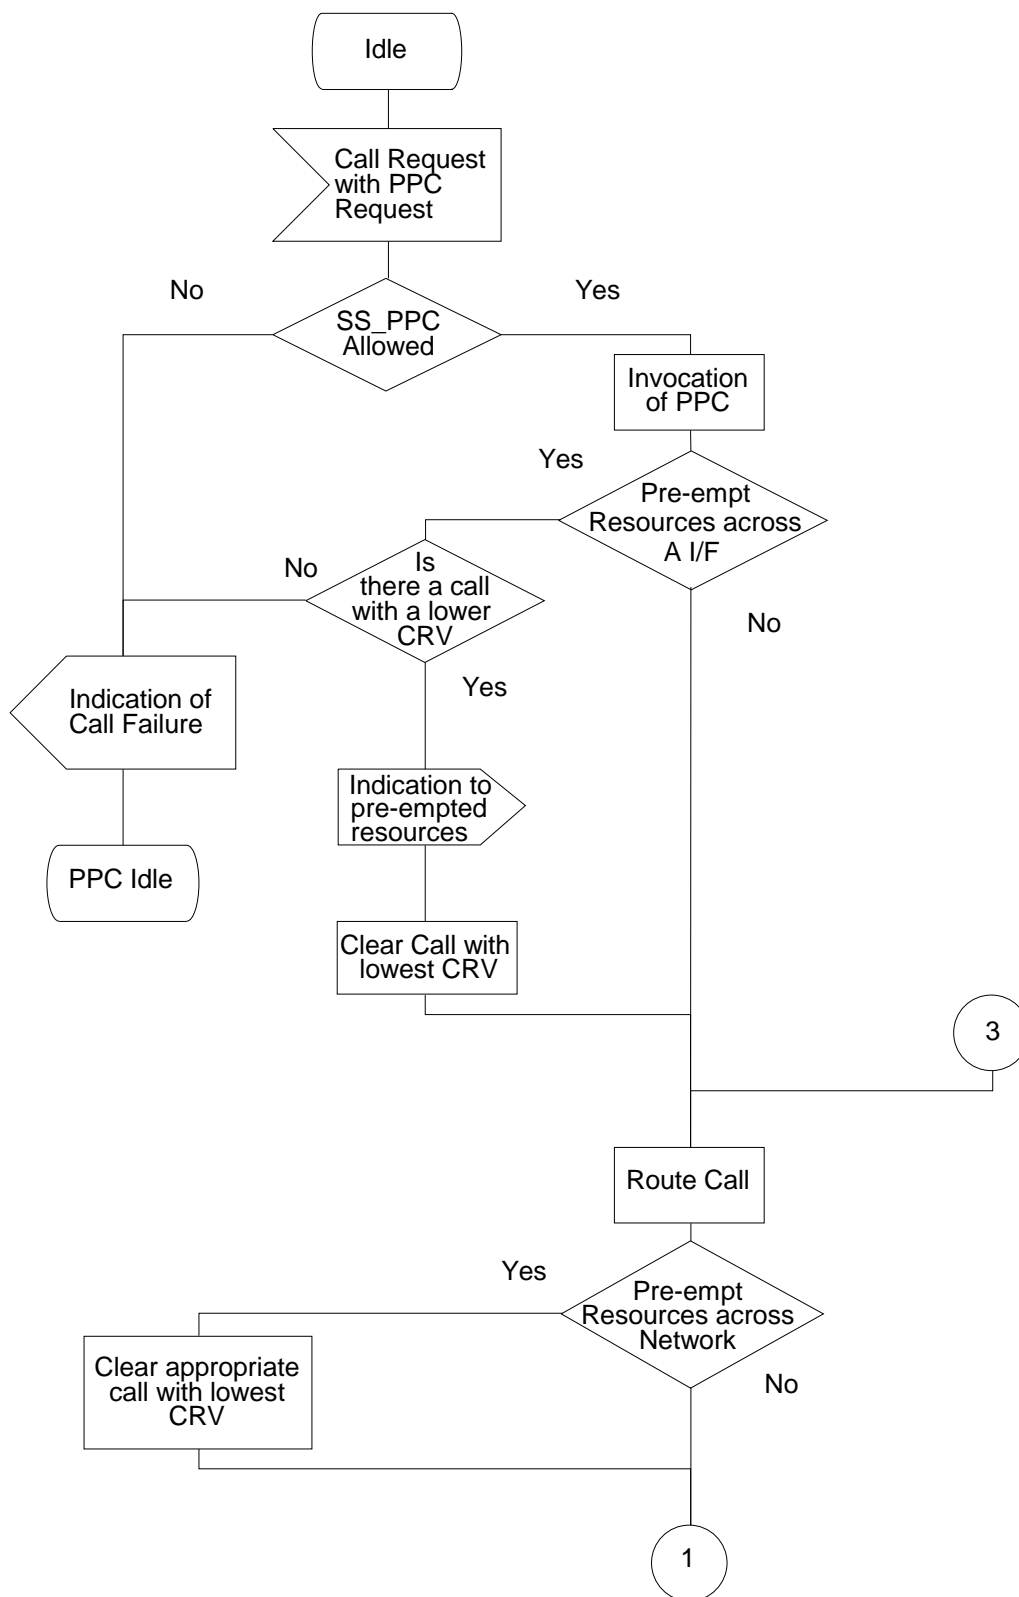 Idle
Call Request
with PPC
Request
No
Yes
SS_PPC
Allowed
Invocation
of PPC
Yes
Pre-empt
Resources across
A I/F
No
Is
there a call
with a lower
CRV
No
Yes
Indication of
Call Failure
Indication to
pre-empted
resources
PPC Idle
Clear Call with
lowest CRV
3
Route Call
Yes
Pre-empt
Resources across
Network
No
Clear appropriate
call with lowest
CRV
1